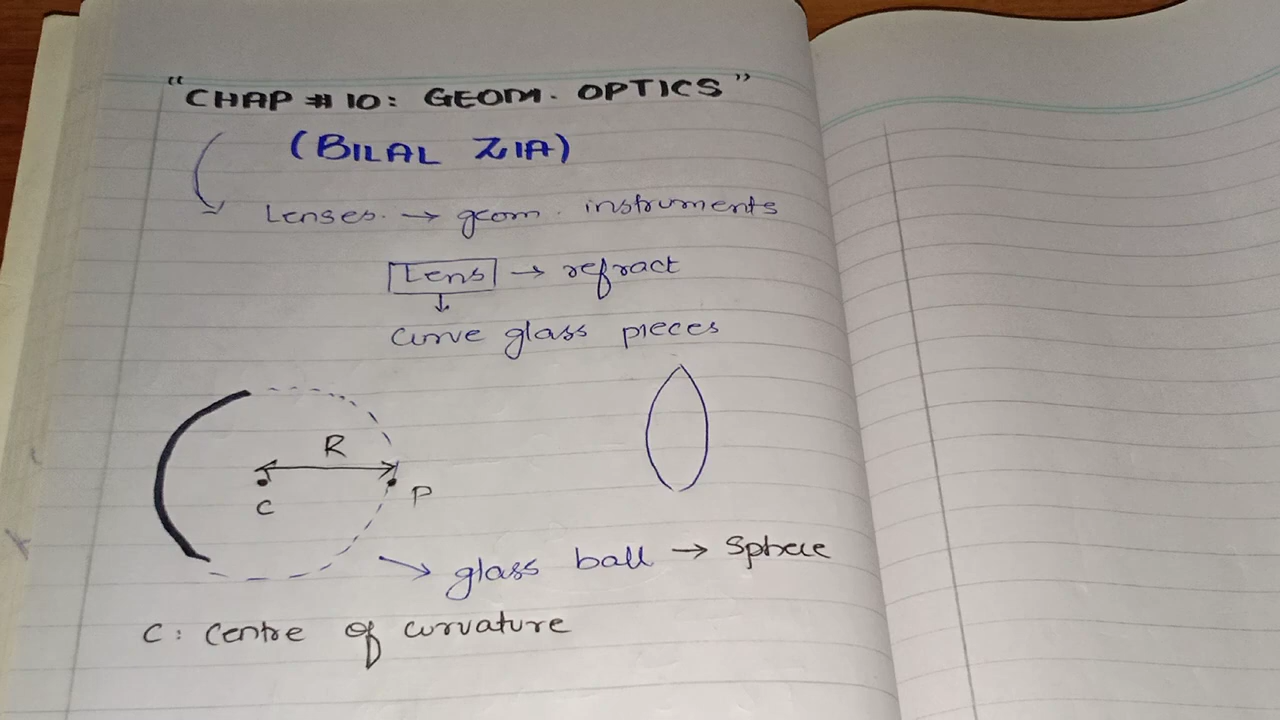 "CHAP # 10: GEOM. OPTICS"
(BILAL ZIA)
Lenses. → geom. instruments
Lens → refract
↓
Curve glass pieces
R
C
P
glass ball → Sphere
C: Centre of curvature